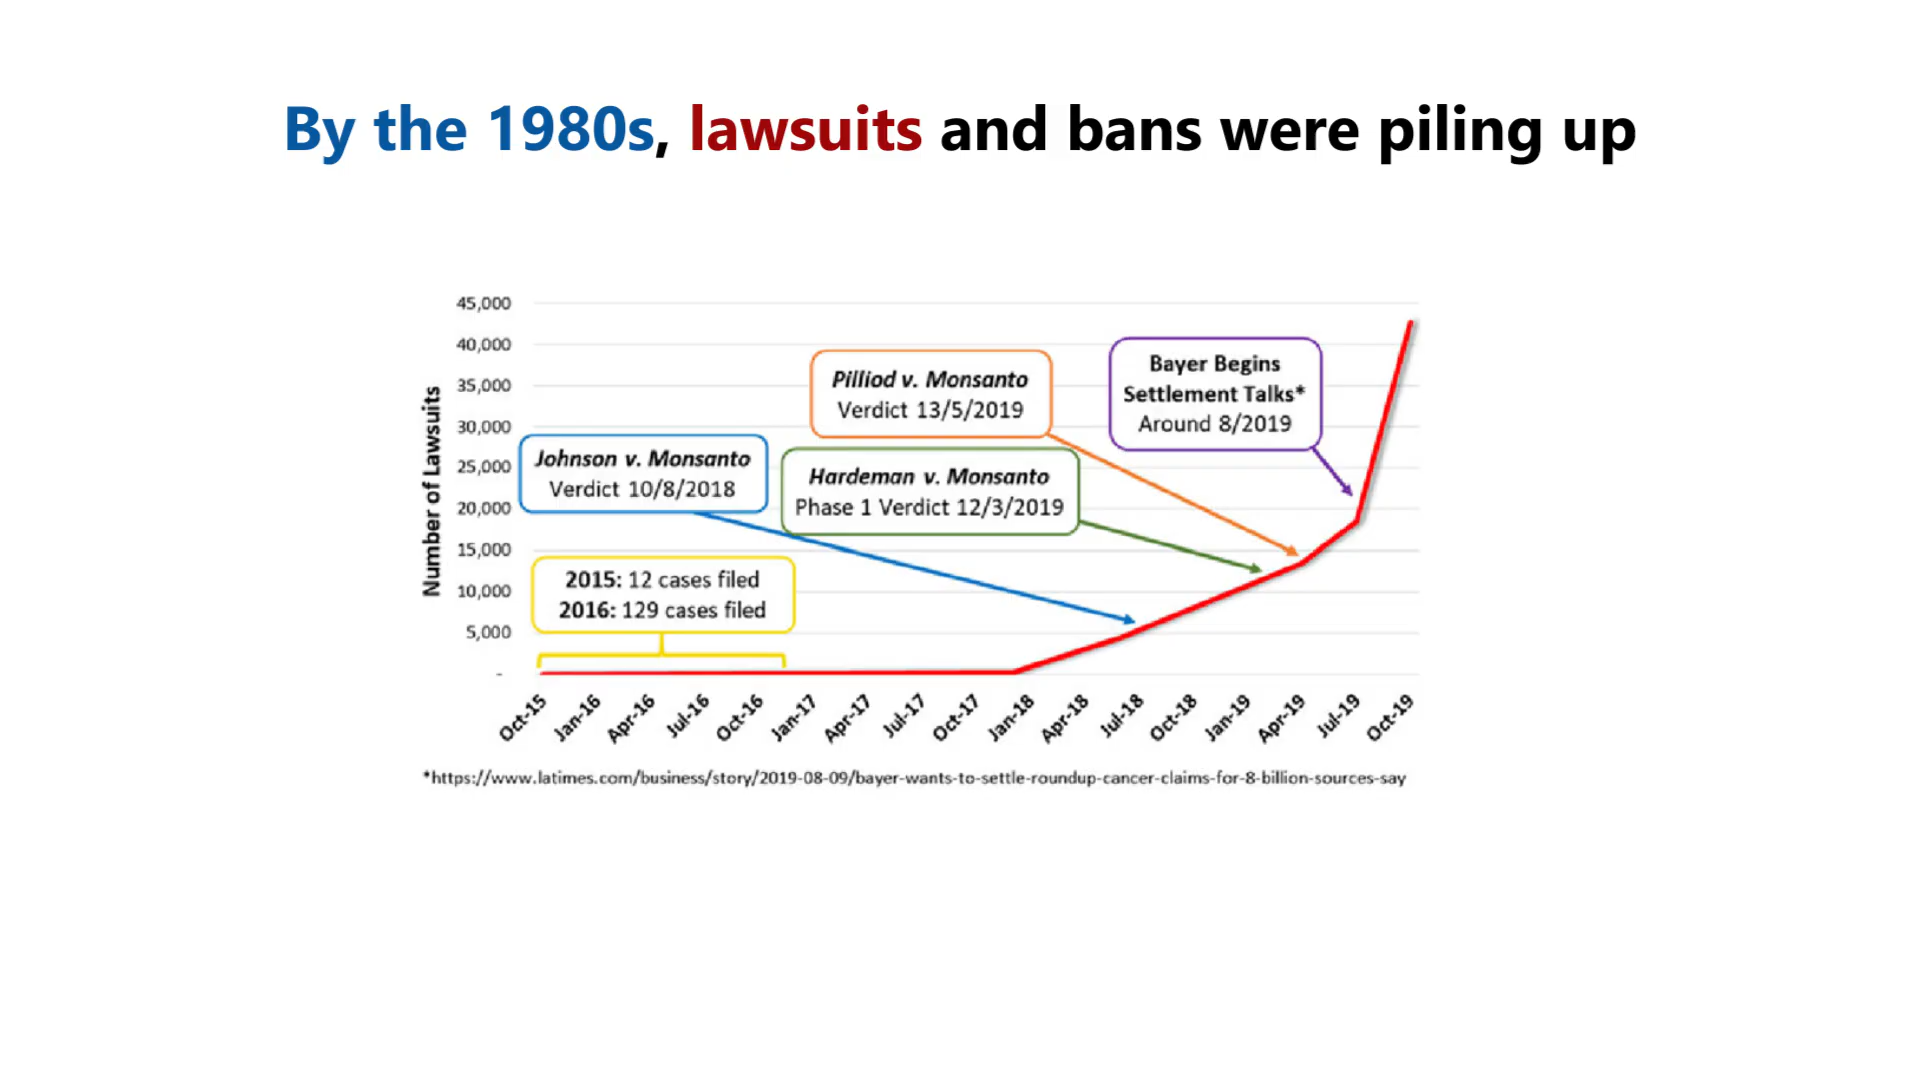 By the 1980s, lawsuits and bans were piling up
Number of Lawsuits
45,000
40,000
35,000
30,000
25,000
20,000
15,000
10,000
5,000
-
Pilliod v. Monsanto
Verdict 13/5/2019
Bayer Begins
Settlement Talks*
Around 8/2019
Johnson v. Monsanto
Verdict 10/8/2018
Hardeman v. Monsanto
Phase 1 Verdict 12/3/2019
2015: 12 cases filed
2016: 129 cases filed
Oct-15
Jan-16
Apr-16
Jul-16
Oct-16
Jan-17
Apr-17
Jul-17
Oct-17
Jan-18
Apr-18
Jul-18
Oct-18
Jan-19
Apr-19
Jul-19
Oct-19
*https://www.latimes.com/business/story/2019-08-09/bayer-wants-to-settle-roundup-cancer-claims-for-8-billion-sources-say